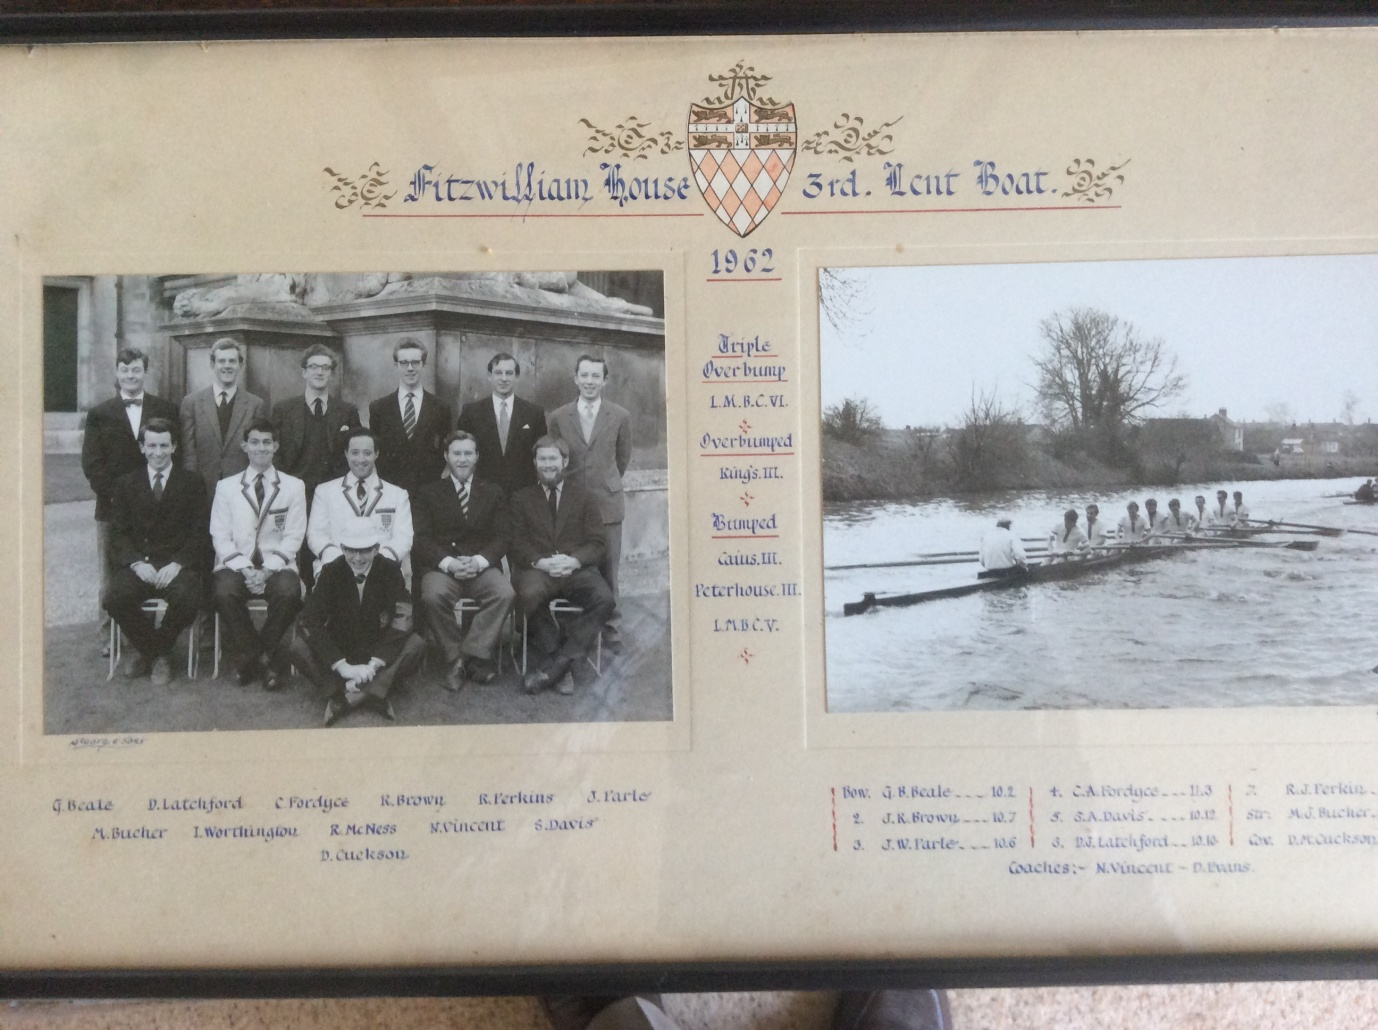 Fitzwilliam House 3rd. Lent Boat.
1962
Triple
Overbump
L.M.B.C.VI.
Overbumped
King's.III.
Bumped
Caius.III.
Peterhouse.III.
L.M.B.C.V.
G.Beale D.Latchford C.Fordyce K.Brown R.Perkins J.Parle
M.Bucher I.Worthington R.McNess N.Vincent S.Davis
D.Cuckson
Bow. G.B.Beale 10.2
2. J.K.Brown 10.7
3. J.W.Parle 10.6
4. C.A.Fordyce 11.3
5. S.A.Davis 10.12
6. D.J.Latchford 10.10
7. R.J.Perkin
Str: M.J.Bucher
Cox. D.M.Cuckson
Coaches:- N.Vincent - D.Evans.